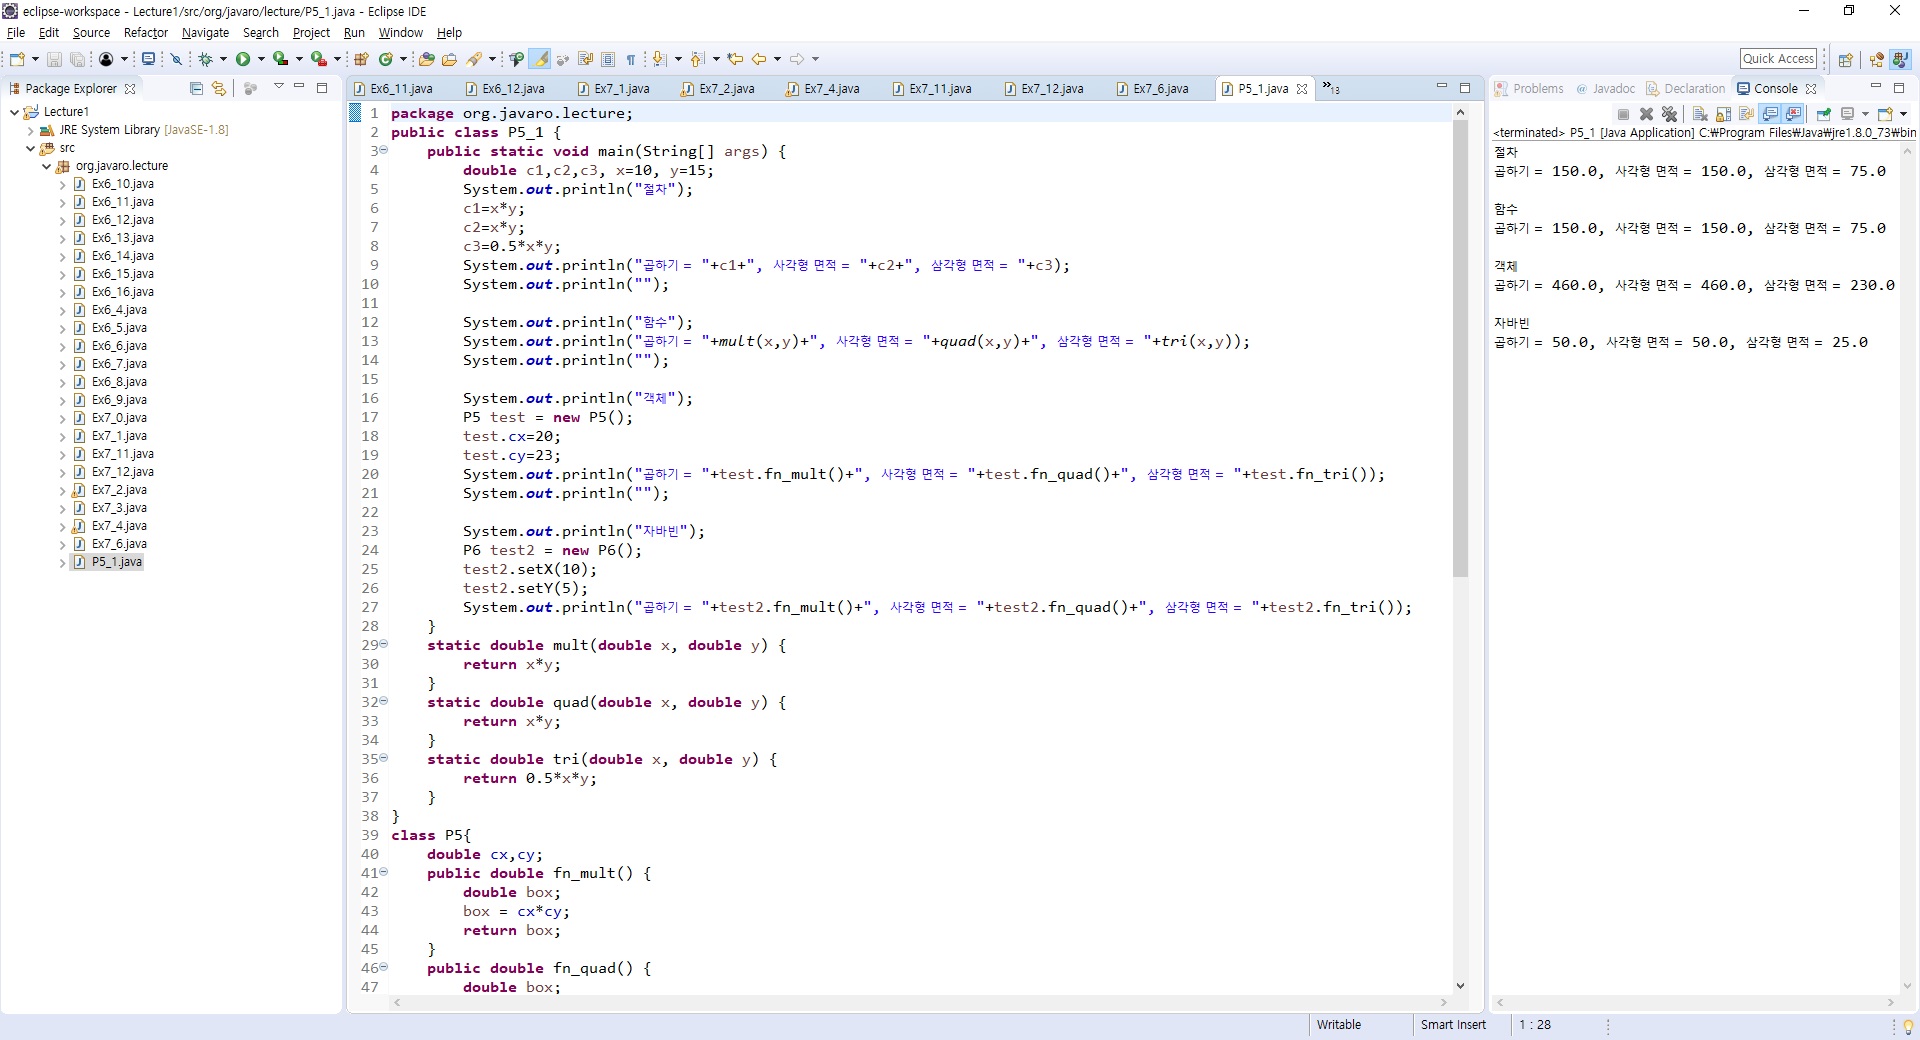 eclipse-workspace - Lecture1/src/org/javaro/lecture/P5_1.java - Eclipse IDE
File Edit Source Refactor Navigate Search Project Run Window Help
Quick Access
Package Explorer
Lecture1
JRE System Library [JavaSE-1.8]
src
org.javaro.lecture
Ex6_10.java
Ex6_11.java
Ex6_12.java
Ex6_13.java
Ex6_14.java
Ex6_15.java
Ex6_16.java
Ex6_4.java
Ex6_5.java
Ex6_6.java
Ex6_7.java
Ex6_8.java
Ex6_9.java
Ex7_0.java
Ex7_1.java
Ex7_11.java
Ex7_12.java
Ex7_2.java
Ex7_3.java
Ex7_4.java
Ex7_6.java
P5_1.java
Ex6_11.java Ex6_12.java Ex7_1.java Ex7_2.java Ex7_4.java Ex7_11.java Ex7_12.java Ex7_6.java P5_1.java »13
1 package org.javaro.lecture;
2 public class P5_1 {
3 public static void main(String[] args) {
4 double c1,c2,c3, x=10, y=15;
5 System.out.println("절차");
6 c1=x*y;
7 c2=x*y;
8 c3=0.5*x*y;
9 System.out.println("곱하기 = "+c1+", 사각형 면적 = "+c2+", 삼각형 면적 = "+c3);
10 System.out.println("");
11
12 System.out.println("함수");
13 System.out.println("곱하기 = "+mult(x,y)+", 사각형 면적 = "+quad(x,y)+", 삼각형 면적 = "+tri(x,y));
14 System.out.println("");
15
16 System.out.println("객체");
17 P5 test = new P5();
18 test.cx=20;
19 test.cy=23;
20 System.out.println("곱하기 = "+test.fn_mult()+", 사각형 면적 = "+test.fn_quad()+", 삼각형 면적 = "+test.fn_tri());
21 System.out.println("");
22
23 System.out.println("자바빈");
24 P6 test2 = new P6();
25 test2.setX(10);
26 test2.setY(5);
27 System.out.println("곱하기 = "+test2.fn_mult()+", 사각형 면적 = "+test2.fn_quad()+", 삼각형 면적 = "+test2.fn_tri());
28 }
29 static double mult(double x, double y) {
30 return x*y;
31 }
32 static double quad(double x, double y) {
33 return x*y;
34 }
35 static double tri(double x, double y) {
36 return 0.5*x*y;
37 }
38 }
39 class P5{
40 double cx,cy;
41 public double fn_mult() {
42 double box;
43 box = cx*cy;
44 return box;
45 }
46 public double fn_quad() {
47 double box;
Problems Javadoc Declaration Console
<terminated> P5_1 [Java Application] C:₩Program Files₩Java₩jre1.8.0_73₩bin
절차
곱하기 = 150.0, 사각형 면적 = 150.0, 삼각형 면적 = 75.0
함수
곱하기 = 150.0, 사각형 면적 = 150.0, 삼각형 면적 = 75.0
객체
곱하기 = 460.0, 사각형 면적 = 460.0, 삼각형 면적 = 230.0
자바빈
곱하기 = 50.0, 사각형 면적 = 50.0, 삼각형 면적 = 25.0
Writable Smart Insert 1 : 28